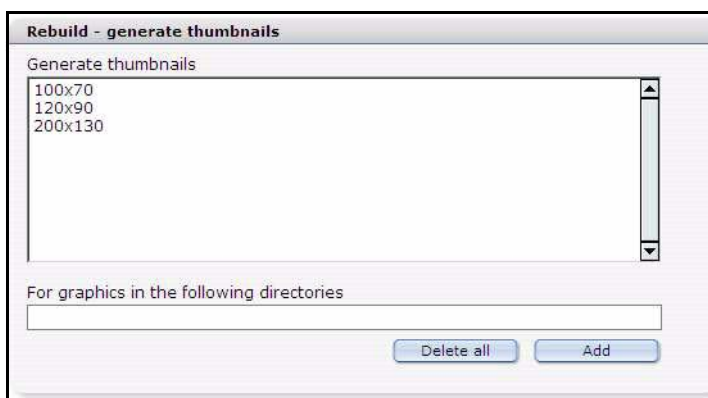 Rebuild - generate thumbnails
Generate thumbnails
100x70
120x90
200x130
For graphics in the following directories
Delete all
Add